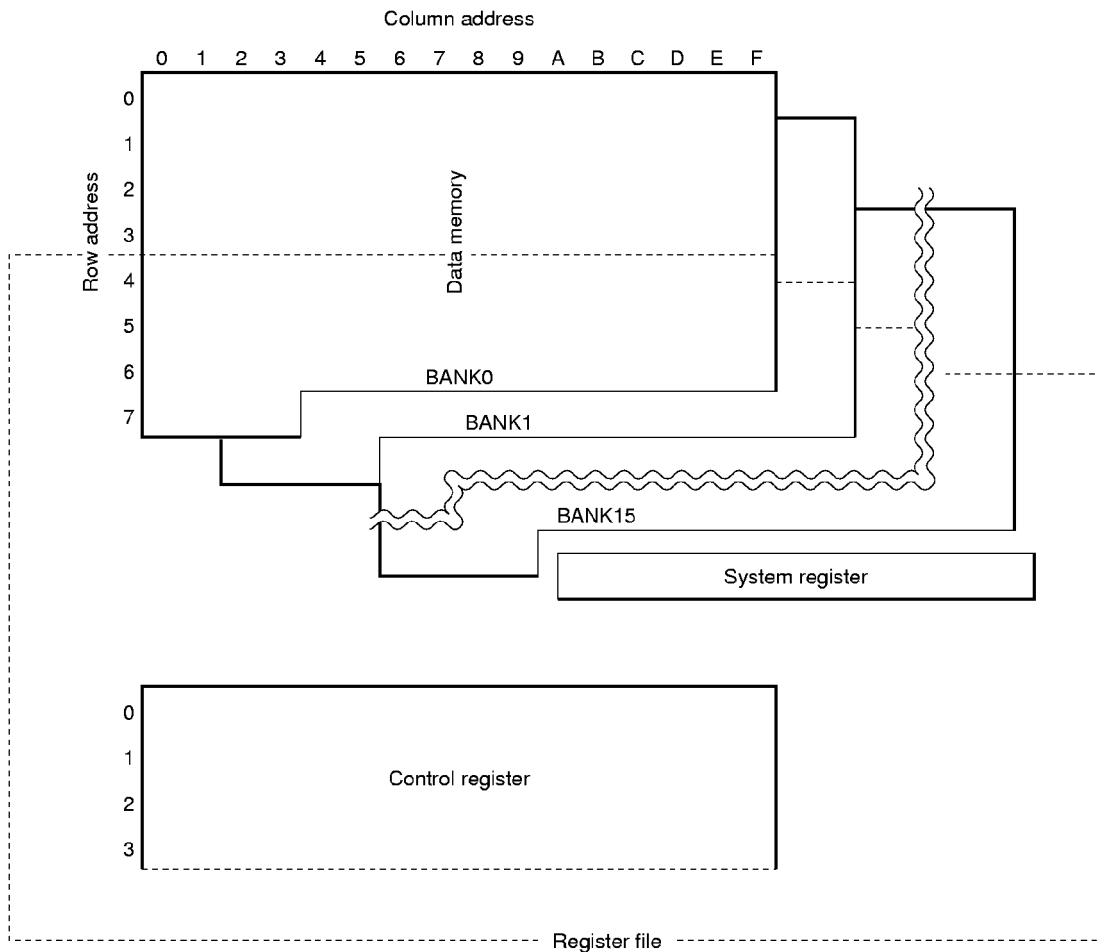 Column address
0 1 2 3 4 5 6 7 8 9 A B C D E F
Row address
0
1
2
3
4
5
6
7
Data memory
BANK0
BANK1
BANK15
System register
0
1
2
3
Control register
Register file